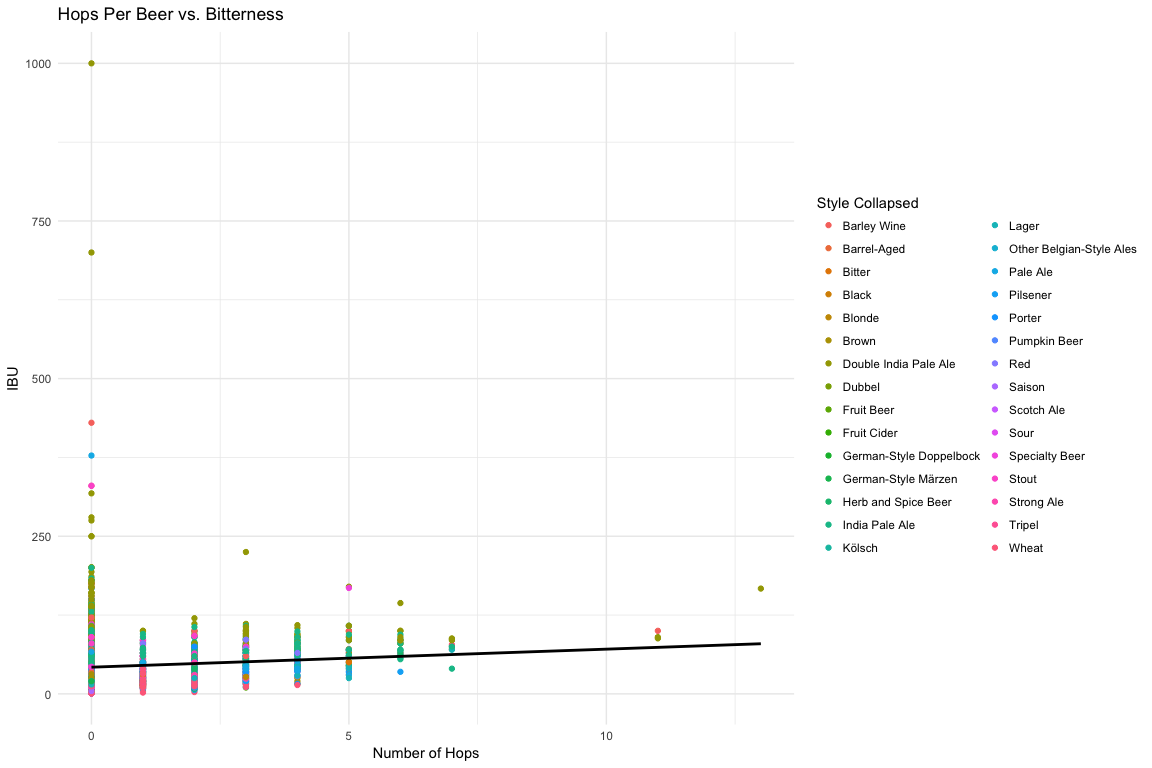 Hops Per Beer vs. Bitterness
1000
750
500
250
0
IBU
0
5
10
Number of Hops
Style Collapsed
Barley Wine
Barrel-Aged
Bitter
Black
Blonde
Brown
Double India Pale Ale
Dubbel
Fruit Beer
Fruit Cider
German-Style Doppelbock
German-Style Märzen
Herb and Spice Beer
India Pale Ale
Kölsch
Lager
Other Belgian-Style Ales
Pale Ale
Pilsener
Porter
Pumpkin Beer
Red
Saison
Scotch Ale
Sour
Specialty Beer
Stout
Strong Ale
Tripel
Wheat